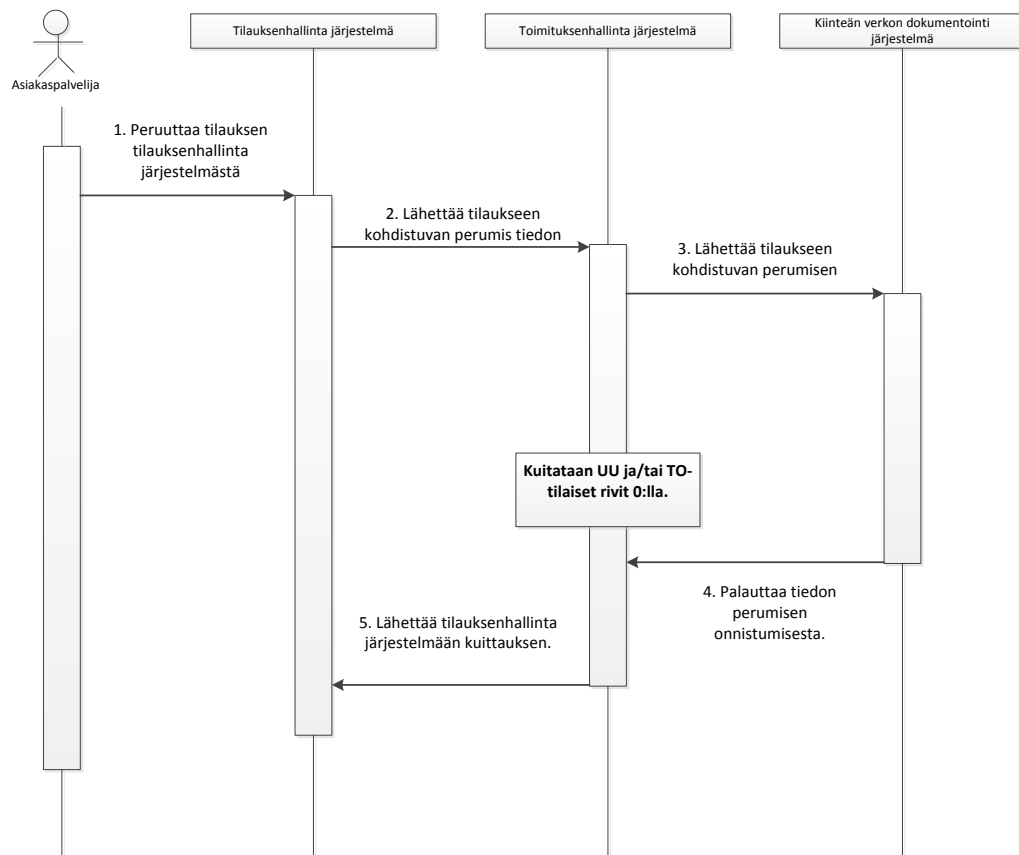 Tilauksenhallinta järjestelmä
Toimituksenhallinta järjestelmä
Kiinteän verkon dokumentointi
järjestelmä
Asiakaspalvelija
1. Peruuttaa tilauksen
tilauksenhallinta
järjestelmästä
2. Lähettää tilaukseen
kohdistuvan perumis tiedon
3. Lähettää tilaukseen
kohdistuvan perumisen
Kuitataan UU ja/tai TO-
tilaiset rivit 0:lla.
4. Palauttaa tiedon
perumisen
onnistumisesta.
5. Lähettää tilauksenhallinta
järjestelmään kuittauksen.